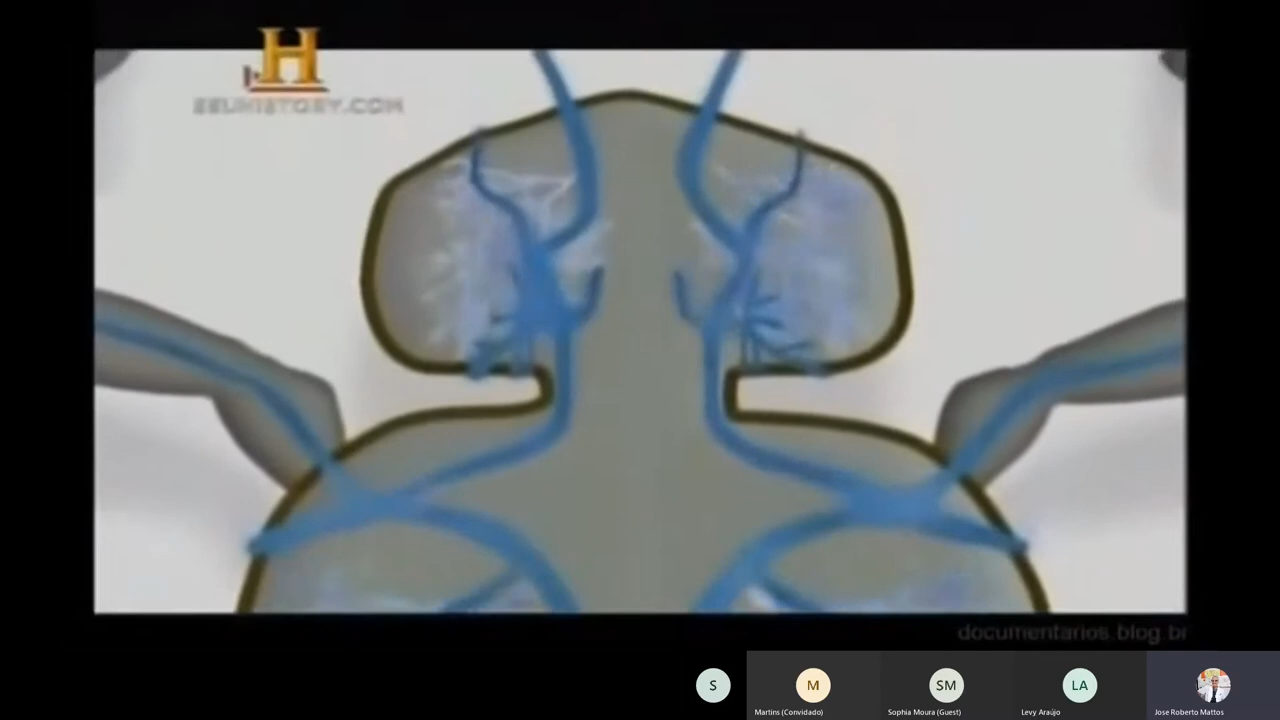 H
documentarios.blog.br
S
M
SM
LA
Martins (Convidado)
Sophia Moura (Guest)
Levy Araújo
Jose Roberto Mattos